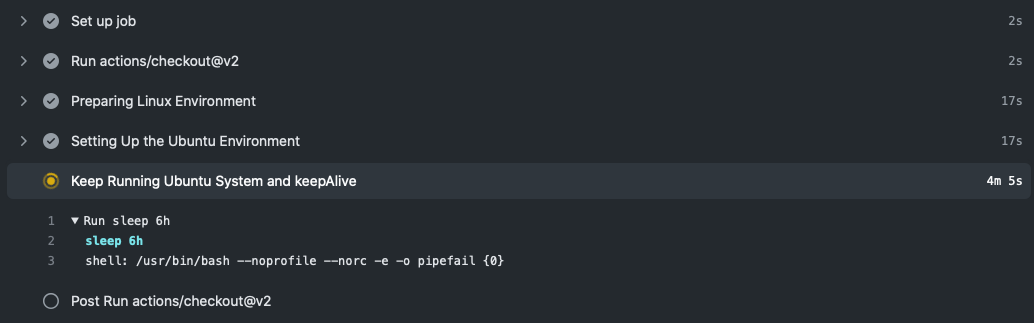 Set up job 2s
Run actions/checkout@v2 2s
Preparing Linux Environment 17s
Setting Up the Ubuntu Environment 17s
Keep Running Ubuntu System and keepAlive 4m 5s
1 Run sleep 6h
2 sleep 6h
3 shell: /usr/bin/bash --noprofile --norc -e -o pipefail {0}
Post Run actions/checkout@v2